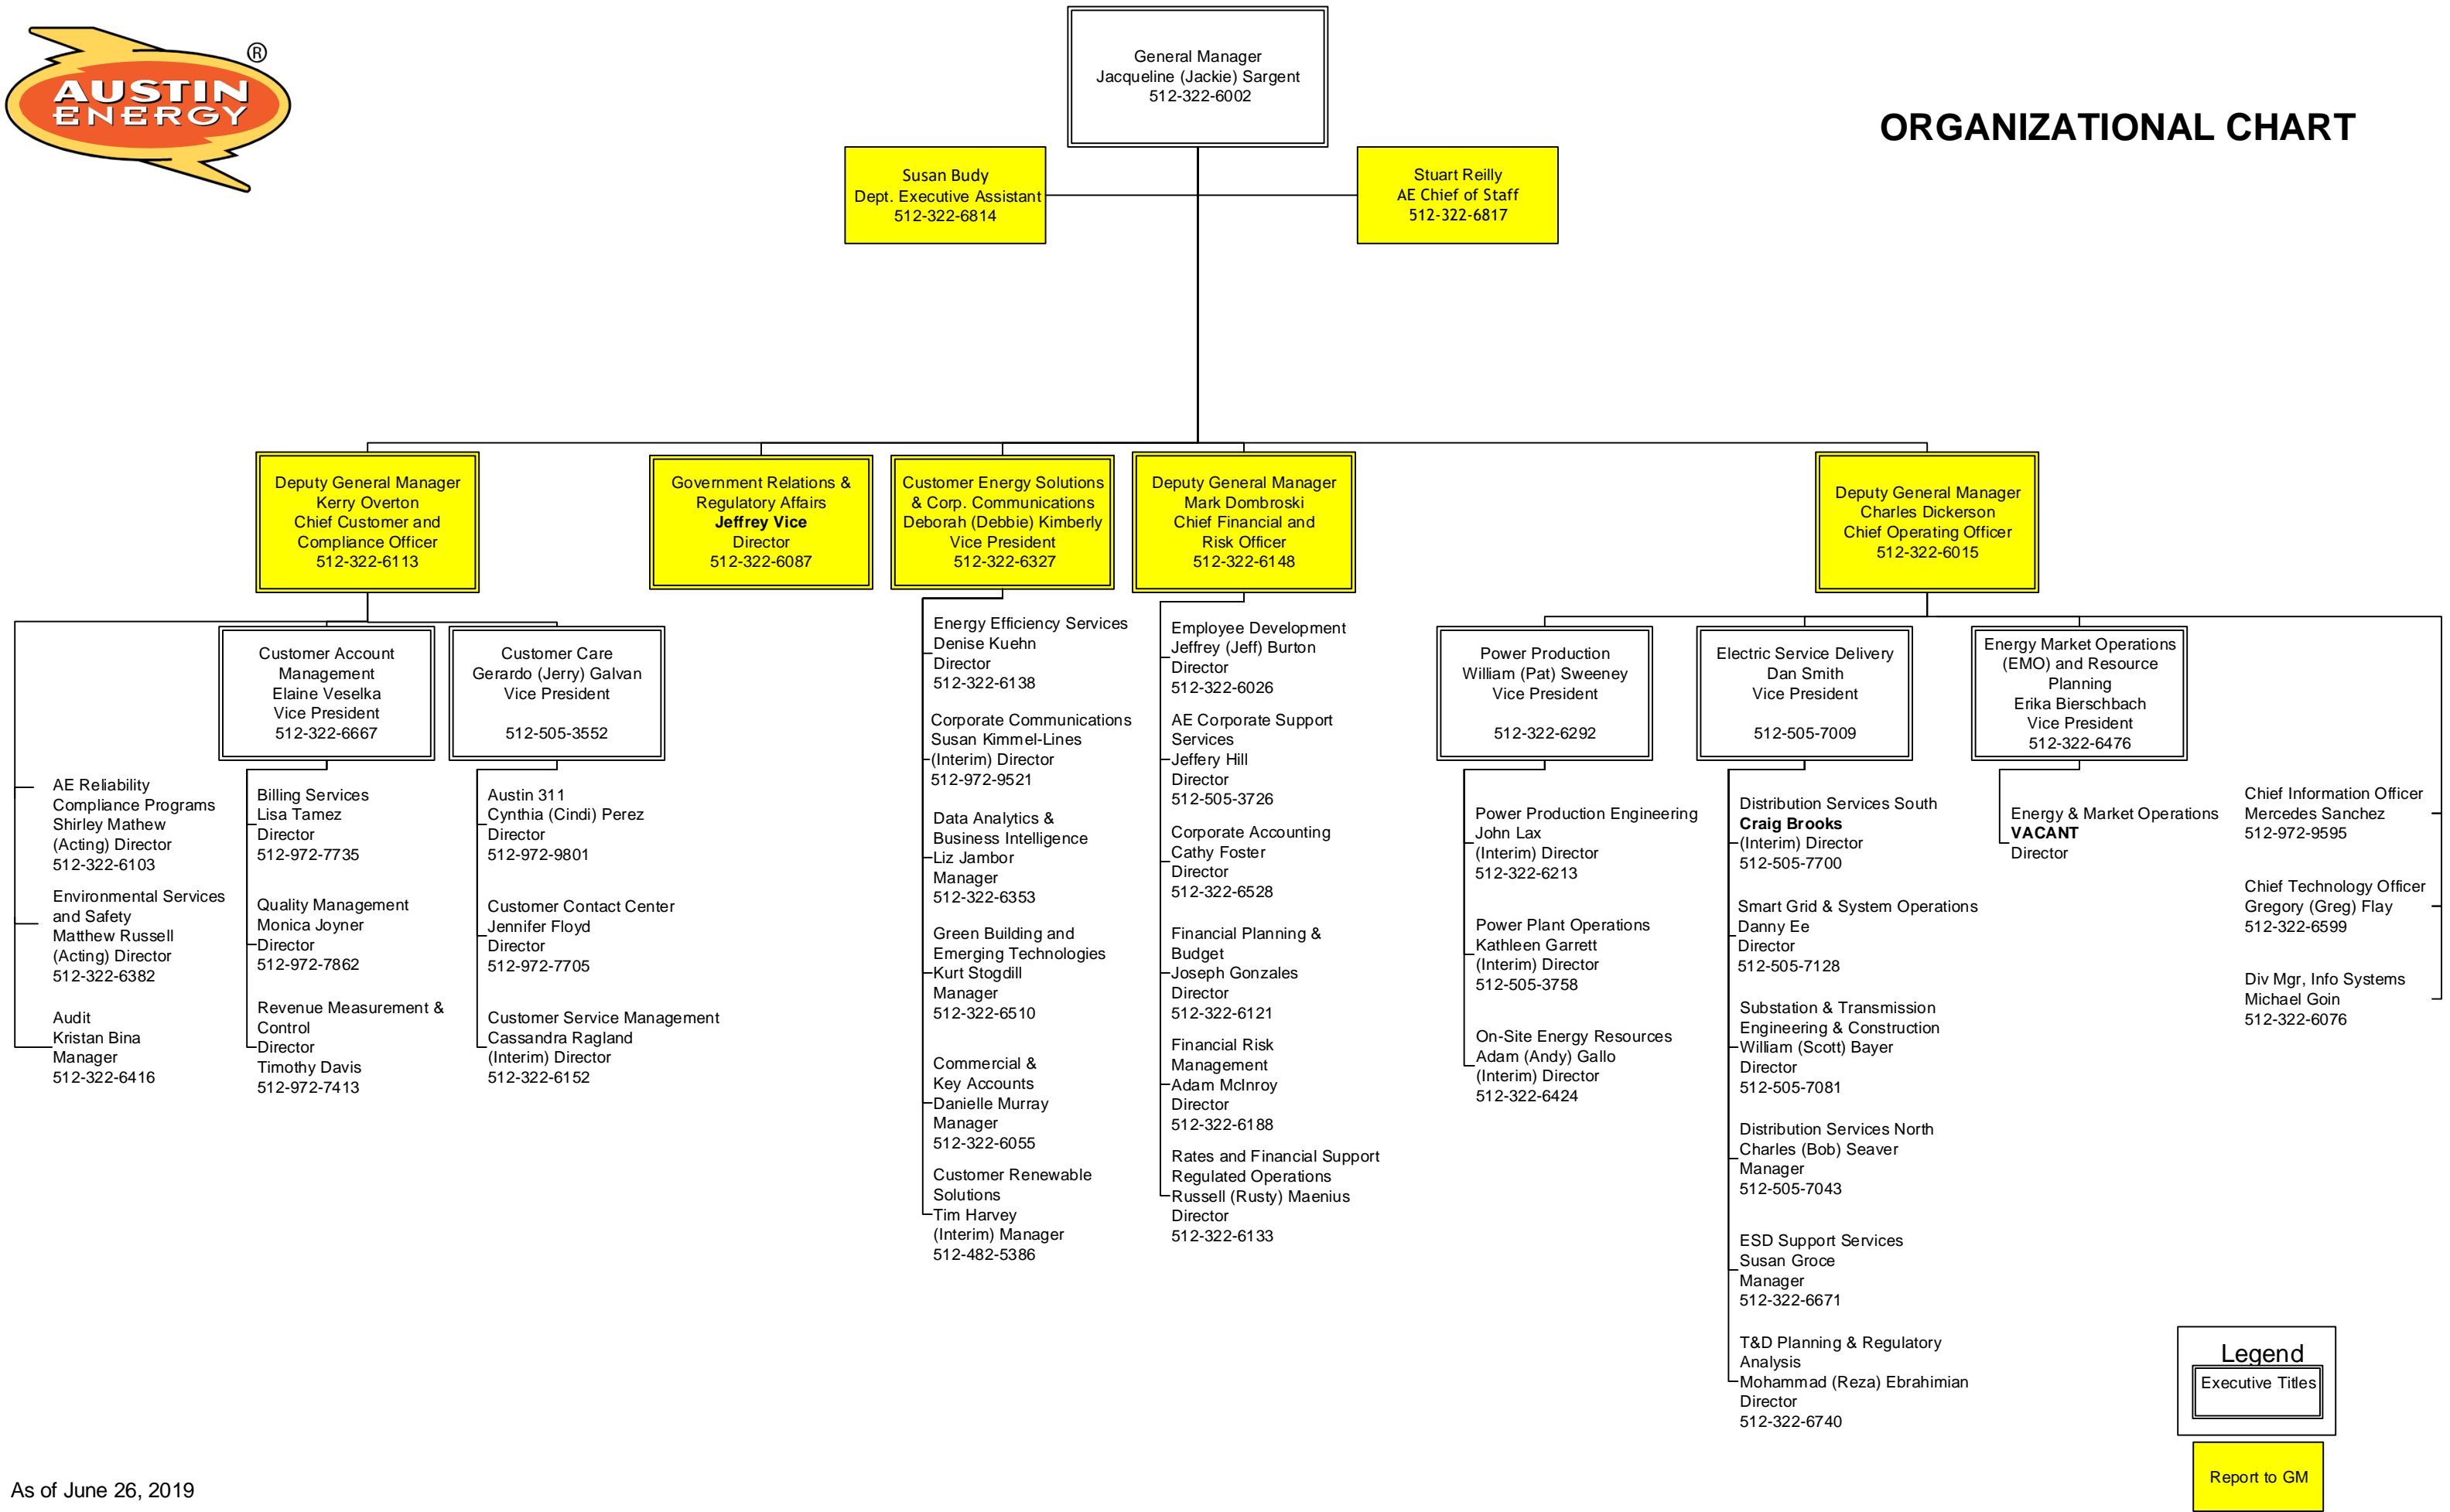 AUSTIN
ENERGY
®
General Manager
Jacqueline (Jackie) Sargent
512-322-6002
ORGANIZATIONAL CHART
Susan Budy
Dept. Executive Assistant
512-322-6814
Stuart Reilly
AE Chief of Staff
512-322-6817
Deputy General Manager
Kerry Overton
Chief Customer and
Compliance Officer
512-322-6113
Government Relations &
Regulatory Affairs
Jeffrey Vice
Director
512-322-6087
Customer Energy Solutions
& Corp. Communications
Deborah (Debbie) Kimberly
Vice President
512-322-6327
Deputy General Manager
Mark Dombroski
Chief Financial and
Risk Officer
512-322-6148
Deputy General Manager
Charles Dickerson
Chief Operating Officer
512-322-6015
Customer Account
Management
Elaine Veselka
Vice President
512-322-6667
Customer Care
Gerardo (Jerry) Galvan
Vice President
512-505-3552
Power Production
William (Pat) Sweeney
Vice President
512-322-6292
Electric Service Delivery
Dan Smith
Vice President
512-505-7009
Energy Market Operations
(EMO) and Resource
Planning
Erika Bierschbach
Vice President
512-322-6476
AE Reliability
Compliance Programs
Shirley Mathew
(Acting) Director
512-322-6103
Environmental Services
and Safety
Matthew Russell
(Acting) Director
512-322-6382
Audit
Kristan Bina
Manager
512-322-6416
Billing Services
Lisa Tamez
Director
512-972-7735
Quality Management
Monica Joyner
Director
512-972-7862
Revenue Measurement &
Control
Director
Timothy Davis
512-972-7413
Austin 311
Cynthia (Cindi) Perez
Director
512-972-9801
Customer Contact Center
Jennifer Floyd
Director
512-972-7705
Customer Service Management
Cassandra Ragland
(Interim) Director
512-322-6152
Energy Efficiency Services
Denise Kuehn
Director
512-322-6138
Corporate Communications
Susan Kimmel-Lines
(Interim) Director
512-972-9521
Data Analytics &
Business Intelligence
Liz Jambor
Manager
512-322-6353
Green Building and
Emerging Technologies
Kurt Stogdill
Manager
512-322-6510
Commercial &
Key Accounts
Danielle Murray
Manager
512-322-6055
Customer Renewable
Solutions
Tim Harvey
(Interim) Manager
512-482-5386
Employee Development
Jeffrey (Jeff) Burton
Director
512-322-6026
AE Corporate Support
Services
Jeffery Hill
Director
512-505-3726
Corporate Accounting
Cathy Foster
Director
512-322-6528
Financial Planning &
Budget
Joseph Gonzales
Director
512-322-6121
Financial Risk
Management
Adam McInroy
Director
512-322-6188
Rates and Financial Support
Regulated Operations
Russell (Rusty) Maenius
Director
512-322-6133
Power Production Engineering
John Lax
(Interim) Director
512-322-6213
Power Plant Operations
Kathleen Garrett
(Interim) Director
512-505-3758
On-Site Energy Resources
Adam (Andy) Gallo
(Interim) Director
512-322-6424
Distribution Services South
Craig Brooks
(Interim) Director
512-505-7700
Smart Grid & System Operations
Danny Ee
Director
512-505-7128
Substation & Transmission
Engineering & Construction
William (Scott) Bayer
Director
512-505-7081
Distribution Services North
Charles (Bob) Seaver
Manager
512-505-7043
ESD Support Services
Susan Groce
Manager
512-322-6671
T&D Planning & Regulatory
Analysis
Mohammad (Reza) Ebrahimian
Director
512-322-6740
Energy & Market Operations
VACANT
Director
Chief Information Officer
Mercedes Sanchez
512-972-9595
Chief Technology Officer
Gregory (Greg) Flay
512-322-6599
Div Mgr, Info Systems
Michael Goin
512-322-6076
Legend
Executive Titles
Report to GM
As of June 26, 2019